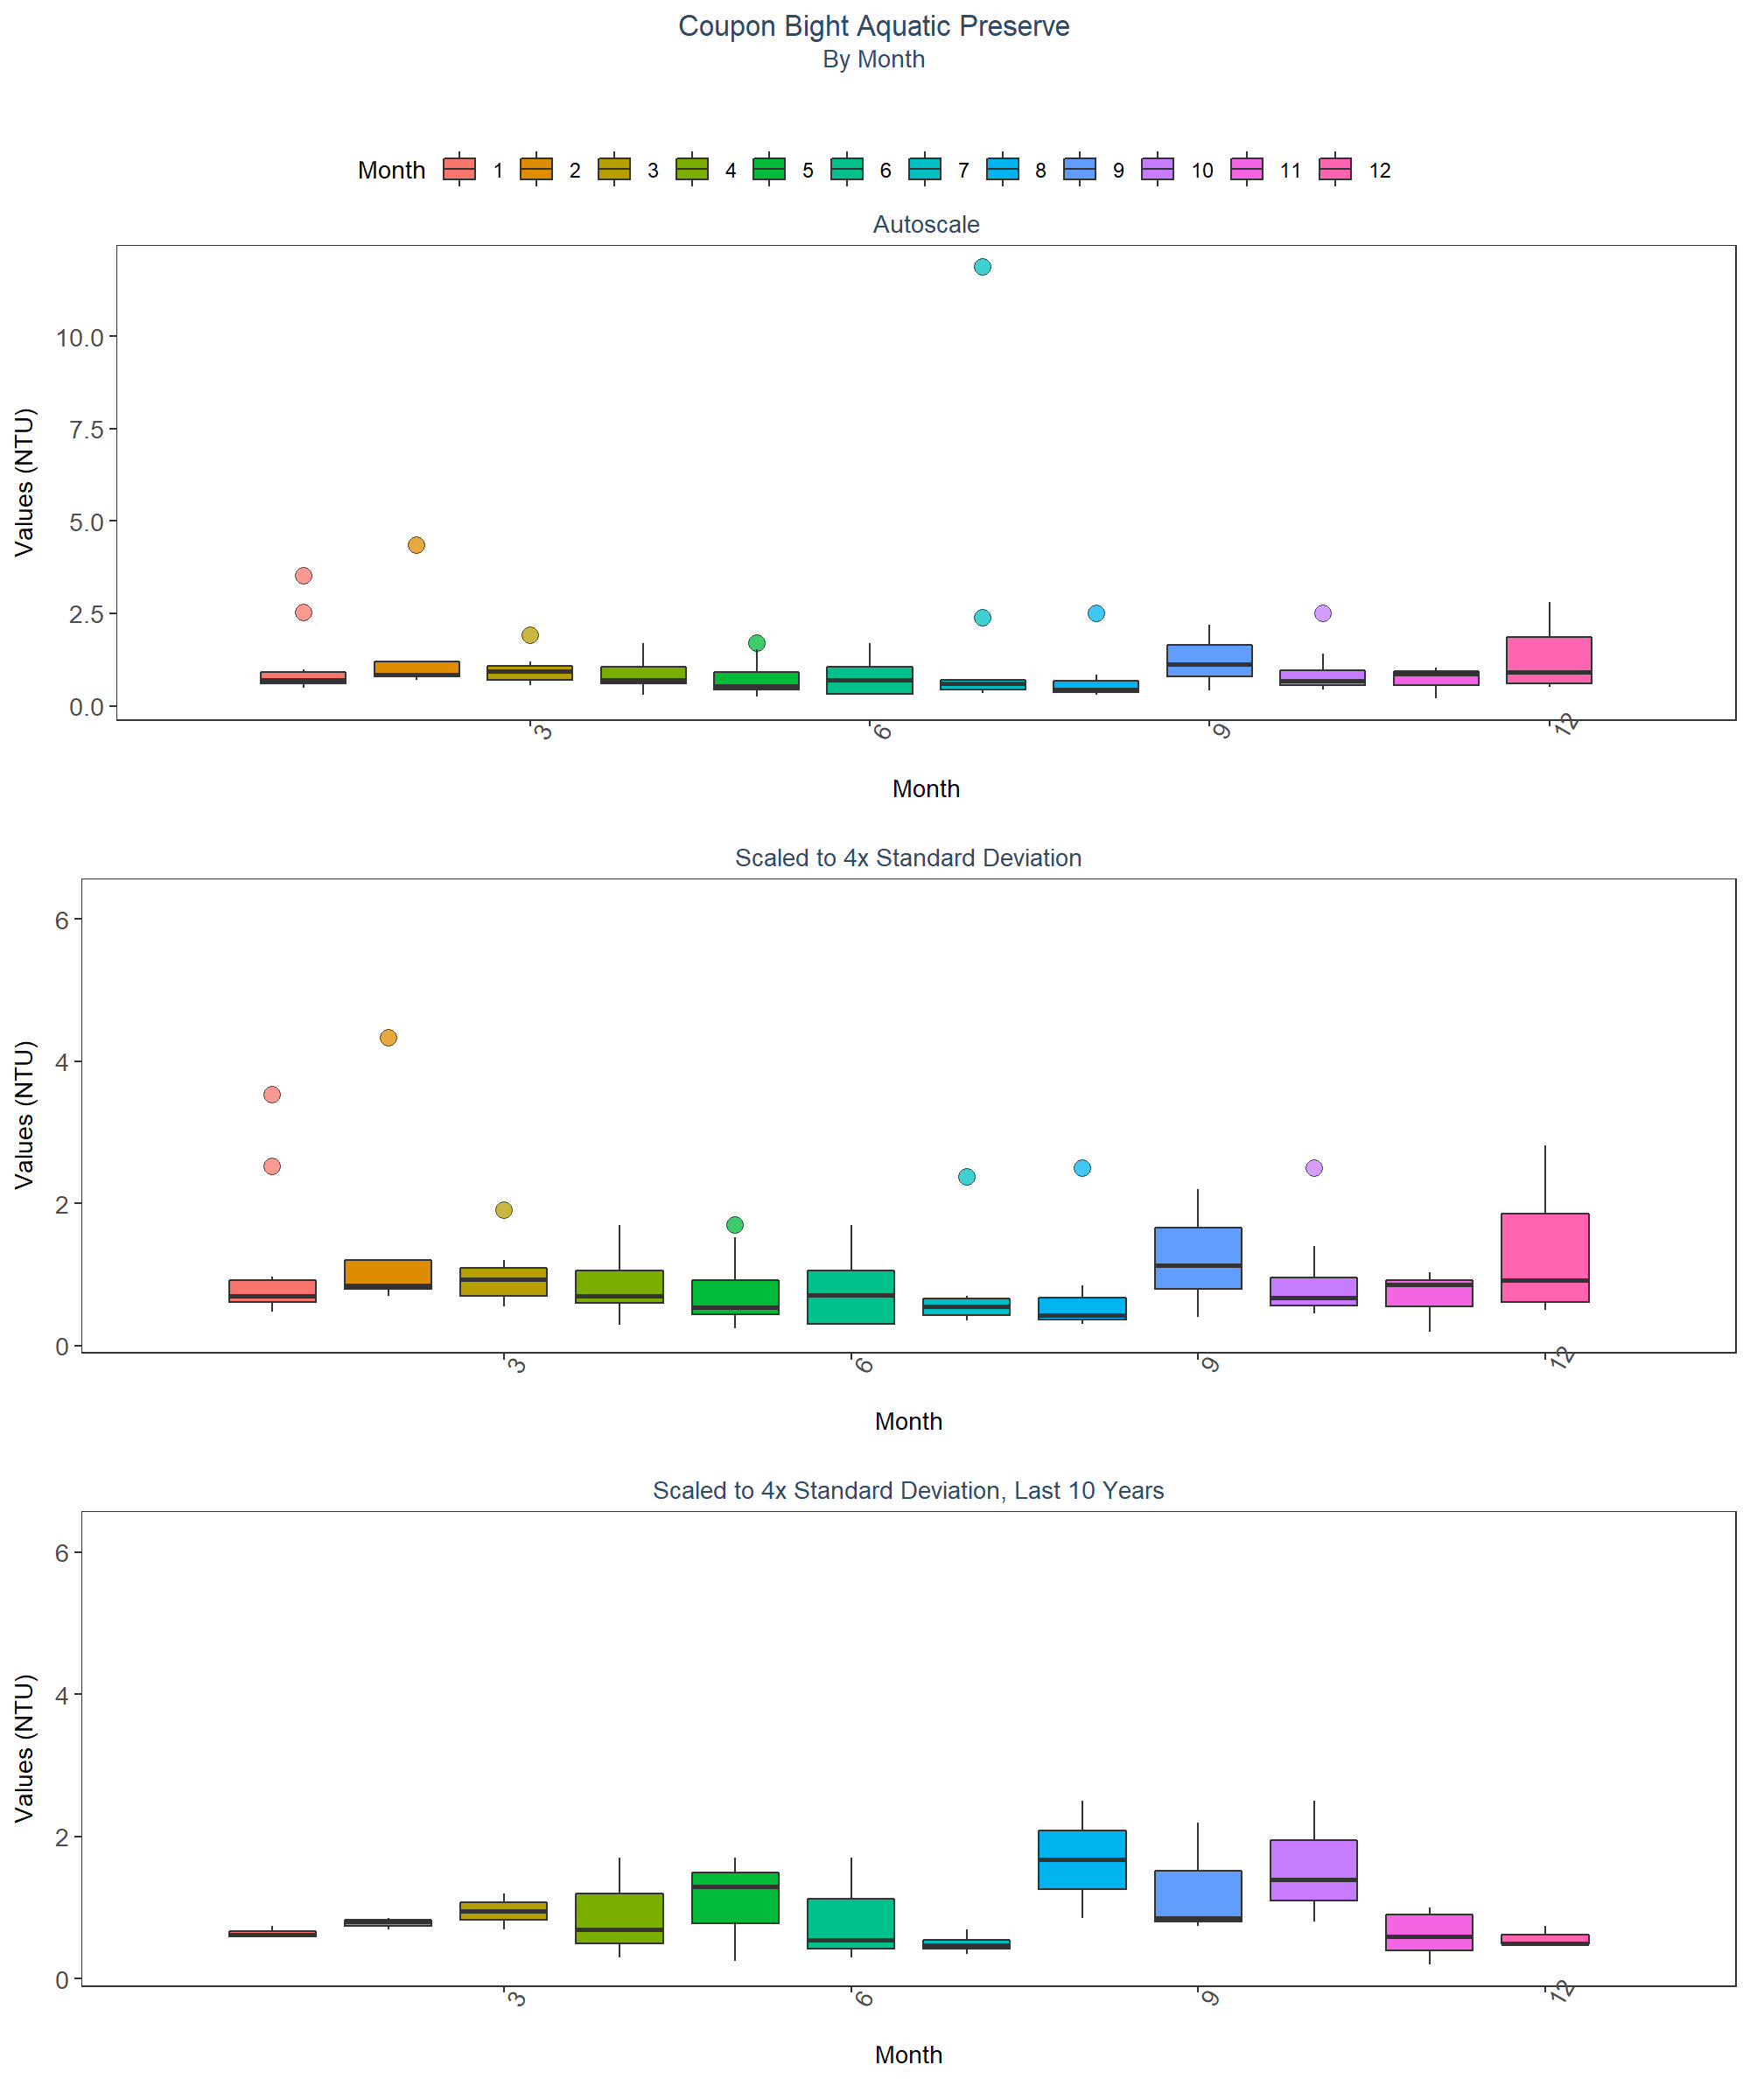 Coupon Bight Aquatic Preserve
By Month
Month 1 2 3 4 5 6 7 8 9 10 11 12
Autoscale
Values (NTU)
10.0
7.5
5.0
2.5
0.0
3 6 9 12
Month
Scaled to 4x Standard Deviation
Values (NTU)
6
4
2
0
3 6 9 12
Month
Scaled to 4x Standard Deviation, Last 10 Years
Values (NTU)
6
4
2
0
3 6 9 12
Month